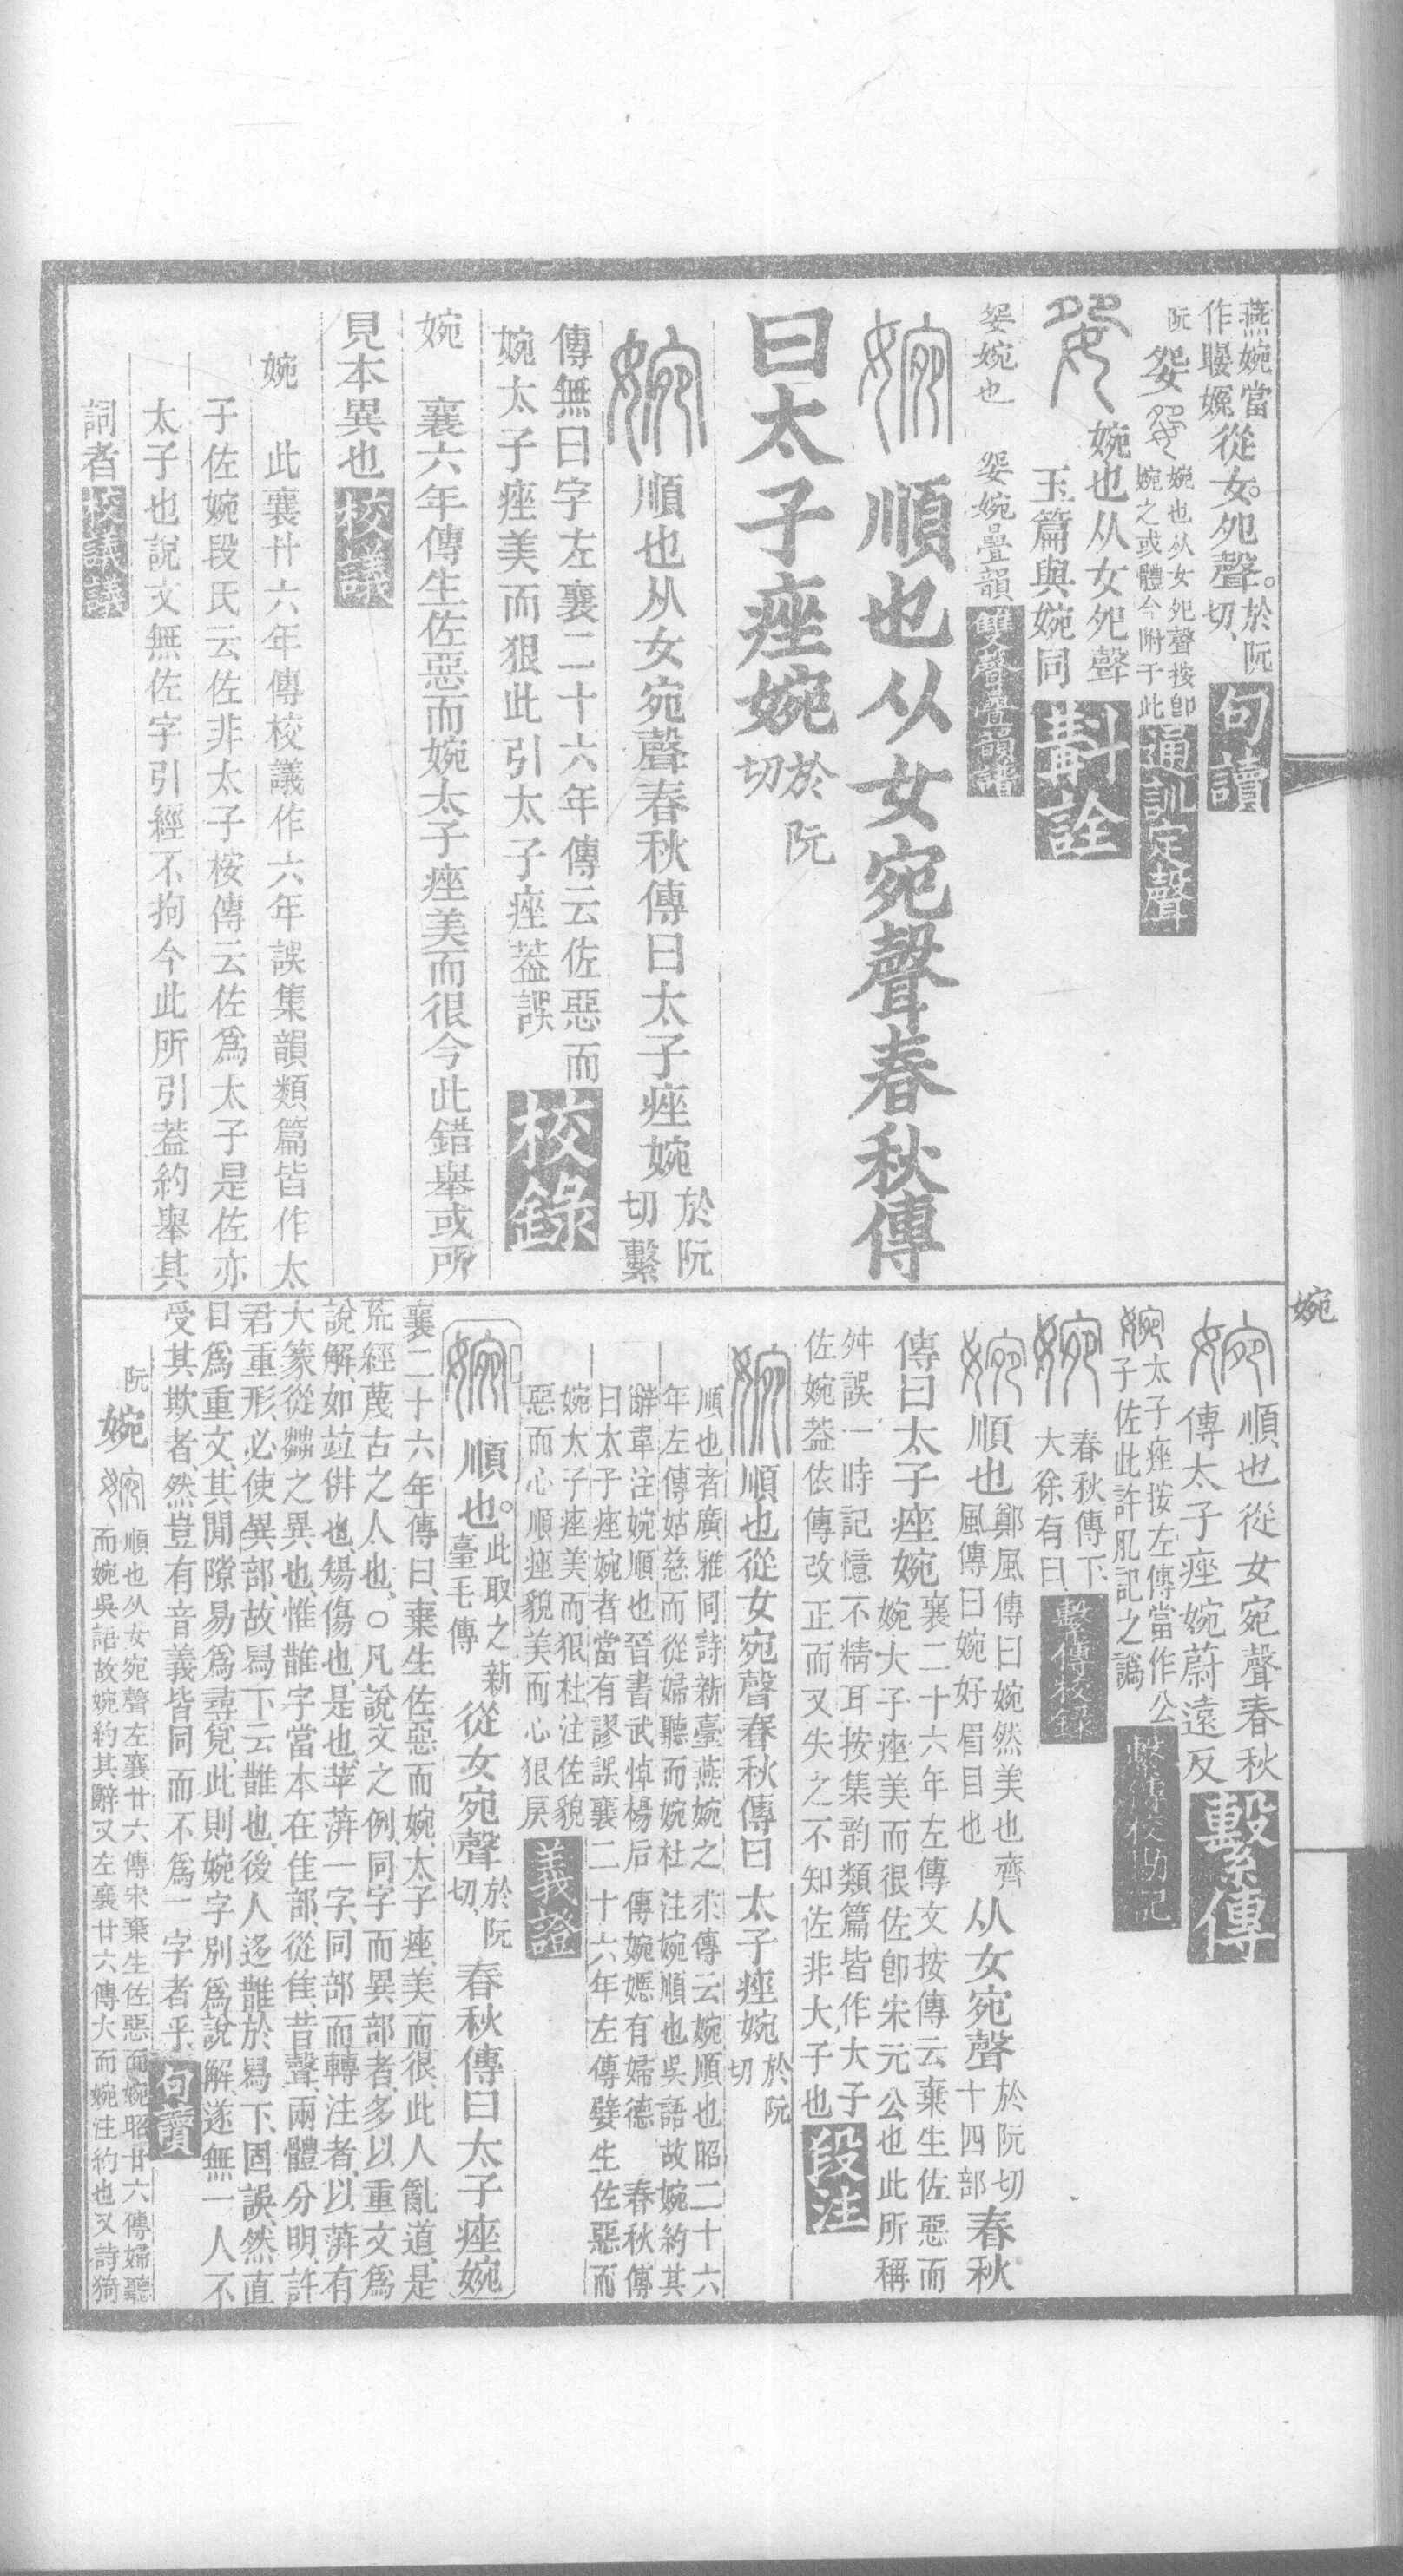 燕婉當
作䁙㜻
從女夗聲
於阮
切
句讀
阮
妴
婉也从女夗聲按卽
婉之或體今附于此
通訓定聲
婉也从女夗聲
玉篇與婉同
斠詮
妴婉也
妴婉疊韻
雙聲疊韻譜
順也从女宛聲春秋傳
曰太子痤婉
於阮
切
順也从女宛聲春秋傳曰太子痤婉
於阮
切繫
傳無曰字左襄二十六年傳云佐惡而
婉太子痤美而狠此引太子痤葢誤
校錄
婉 襄六年傳生佐惡而婉太子痤美而很今此錯舉或所
見本異也
校議
婉 此襄廿六年傳校議作六年誤集韻類篇皆作太
子佐婉段氏云佐非太子桉傳云佐爲太子是佐亦
太子也說文無佐字引經不拘今此所引葢約舉其
詞者
校議議
婉
順也從女宛聲春秋
傳太子痤婉蔚遠反
繫傳
太子痤按左傳當作公
子佐此許肊記之譌
繫傳校勘記
春秋傳下
大徐有曰
繫傳校錄
順也
鄭風傳曰婉然美也齊
風傳曰婉好眉目也
从女宛聲
於阮切
十四部
春秋
傳曰太子痤婉
襄二十六年左傳文按傳云棄生佐惡而
婉大子痤美而很佐卽宋元公也此所稱
舛誤一時記憶不精耳按集韵類篇皆作大子
佐婉葢依傳改正而又失之不知佐非大子也
段注
順也從女宛聲春秋傳曰太子痤婉
於阮
切
順也者廣雅同詩新臺燕婉之求傳云婉順也昭二十六
年左傳姑慈而從婦聽而婉杜注婉順也吳語故婉約其
辭韋注婉順也晉書武悼楊后傳婉嫕有婦德 春秋傳
曰太子痤婉者當有謬誤襄二十六年左傳嬖生佐惡而
婉太子痤美而狠杜注佐貌
惡而心順痤貌美而心狠戾
義證
順也
此取之新
臺毛傳
從女宛聲
於阮
切
春秋傳曰太子痤婉
襄二十六年傳曰棄生佐惡而婉太子痤美而很此人亂道是
荒經蔑古之人也○凡說文之例同字而異部者多以重文爲
說解如竝併也㑥傷也是也苹蓱一字同部而轉注者以蓱有
大篆從茻之異也惟䧿字當本在隹部從隹昔聲兩體分明許
君重形必使異部故舄下云䧿也後人迻䧿於舄下固誤然直
目爲重文其閒隙易爲尋覓此則婉字別爲說解遂無一人不
受其欺者然豈有音義皆同而不爲一字者乎
句讀
阮
婉
順也从女宛聲左襄廿六傳宋棄生佐惡而婉昭廿六傳婦聽
而婉吳語故婉約其辭又左襄廿六傳大而婉注約也又詩猗